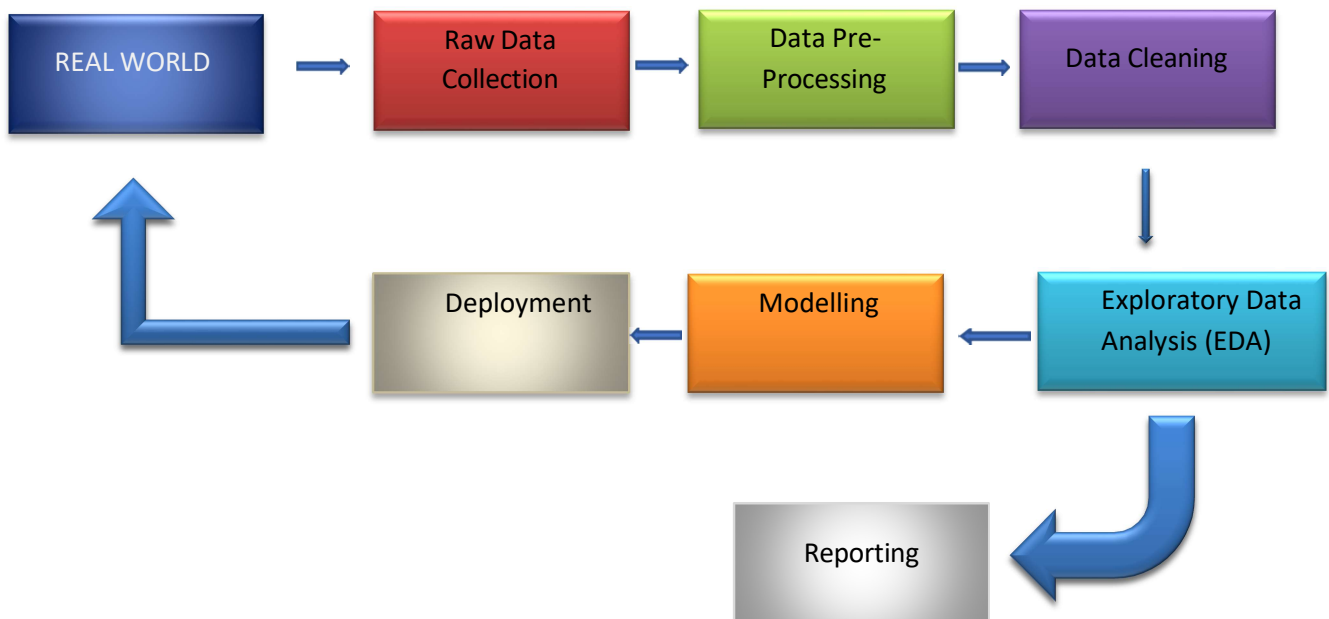 REAL WORLD
Raw Data
Collection
Data Pre-
Processing
Data Cleaning
Exploratory Data
Analysis (EDA)
Modelling
Deployment
Reporting